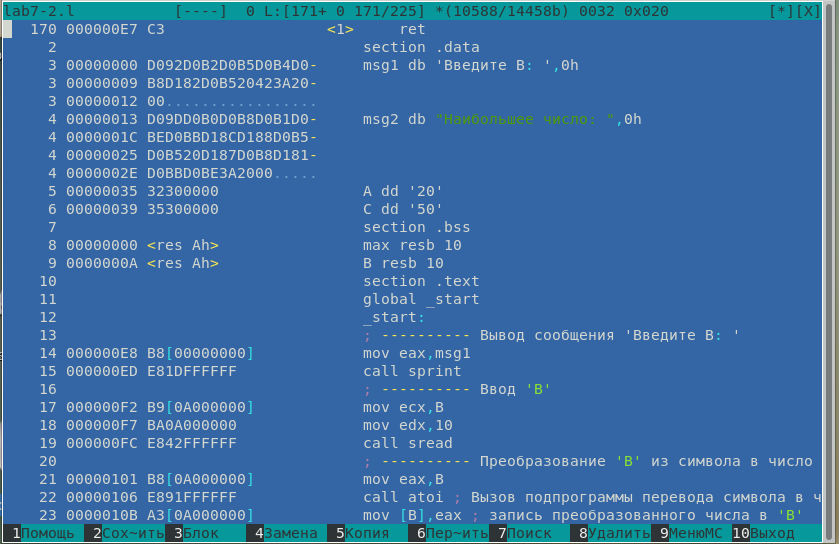 lab7-2.l [----] 0 L:[171+ 0 171/225] *(10588/14458b) 0032 0x020 [*][X]
170 000000E7 C3 <1> ret
2 section .data
3 00000000 D092D0B2D0B5D0B4D0- msg1 db 'Введите В: ',0h
3 00000009 B8D182D0B520423A20-
3 00000012 00.................
4 00000013 D09DD0B0D0B8D0B1D0- msg2 db "Наибольшее число: ",0h
4 0000001C BED0BBD18CD188D0B5-
4 00000025 D0B520D187D0B8D181-
4 0000002E D0BBD0BE3A2000.....
5 00000035 32300000 A dd '20'
6 00000039 35300000 C dd '50'
7 section .bss
8 00000000 <res Ah> max resb 10
9 0000000A <res Ah> B resb 10
10 section .text
11 global _start
12 _start:
13 ; ---------- Вывод сообщения 'Введите В: '
14 000000E8 B8[00000000] mov eax,msg1
15 000000ED E81DFFFFFF call sprint
16 ; ---------- Ввод 'В'
17 000000F2 B9[0A000000] mov ecx,B
18 000000F7 BA0A000000 mov edx,10
19 000000FC E842FFFFFF call sread
20 ; ---------- Преобразование 'В' из символа в число
21 00000101 B8[0A000000] mov eax,B
22 00000106 E891FFFFFF call atoi ; Вызов подпрограммы перевода символа в ч
23 0000010B A3[0A000000] mov [B],eax ; запись преобразованного числа в 'В'
1Помощь 2Сох~ить 3Блок 4Замена 5Копия 6Пер~ить 7Поиск 8Удалить 9МенюМС 10Выход